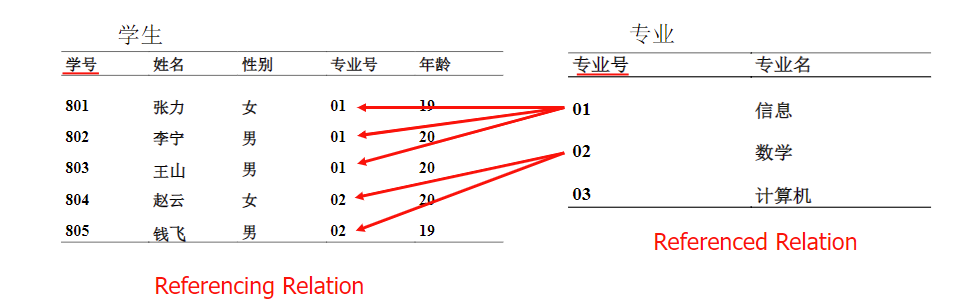 学生
学号 姓名 性别 专业号 年龄
801 张力 女 01 19
802 李宁 男 01 20
803 王山 男 01 20
804 赵云 女 02 20
805 钱飞 男 02 19
Referencing Relation
专业
专业号 专业名
01 信息
02 数学
03 计算机
Referenced Relation